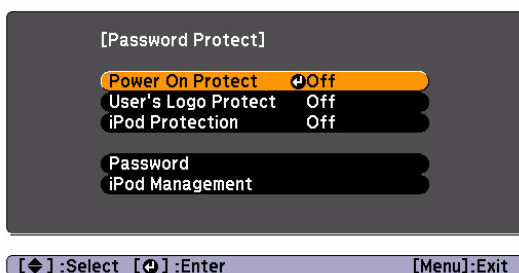 [Password Protect]
Power On Protect Off
User's Logo Protect Off
iPod Protection Off
Password
iPod Management
[◆] :Select [⏎] :Enter [Menu]:Exit